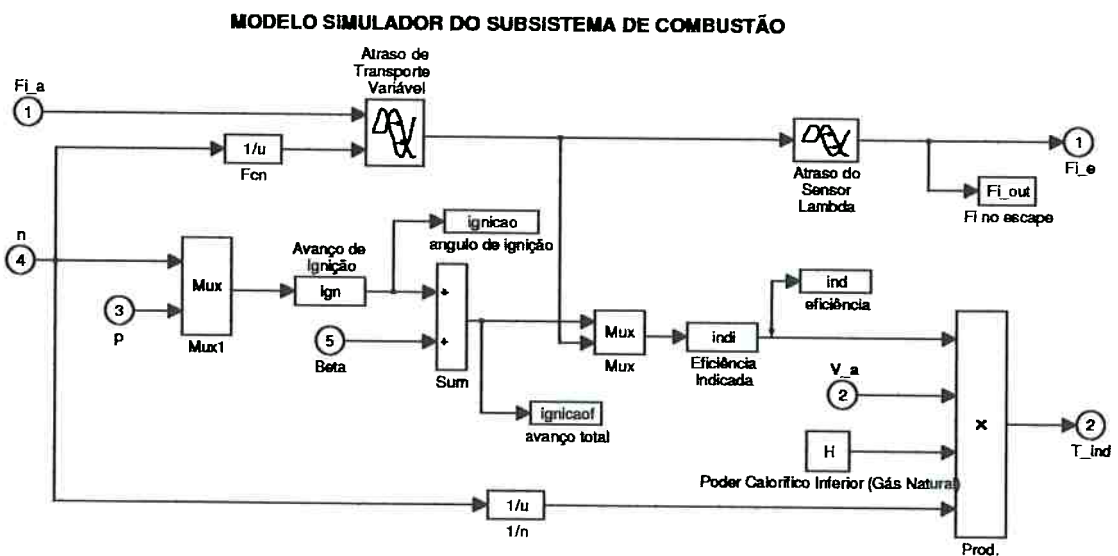 MODELO SIMULADOR DO SUBSISTEMA DE COMBUSTÃO
Atraso de
Transporte
Variável
Fi_a
1
1/u
Fcn
Atraso do
Sensor
Lambda
1
Fi_e
Fi_out
Fi no escape
n
4
3
p
Mux
Mux1
Avanço de
Ignição
ign
ignicao
angulo de ignição
5
Beta
+
+
Sum
ignicaof
avanço total
Mux
Mux
indi
Eficiência
Indicada
ind
eficiência
V_a
2
H
Poder Calorífico Inferior (Gás Natural)
1/u
1/n
×
Prod.
2
T_ind